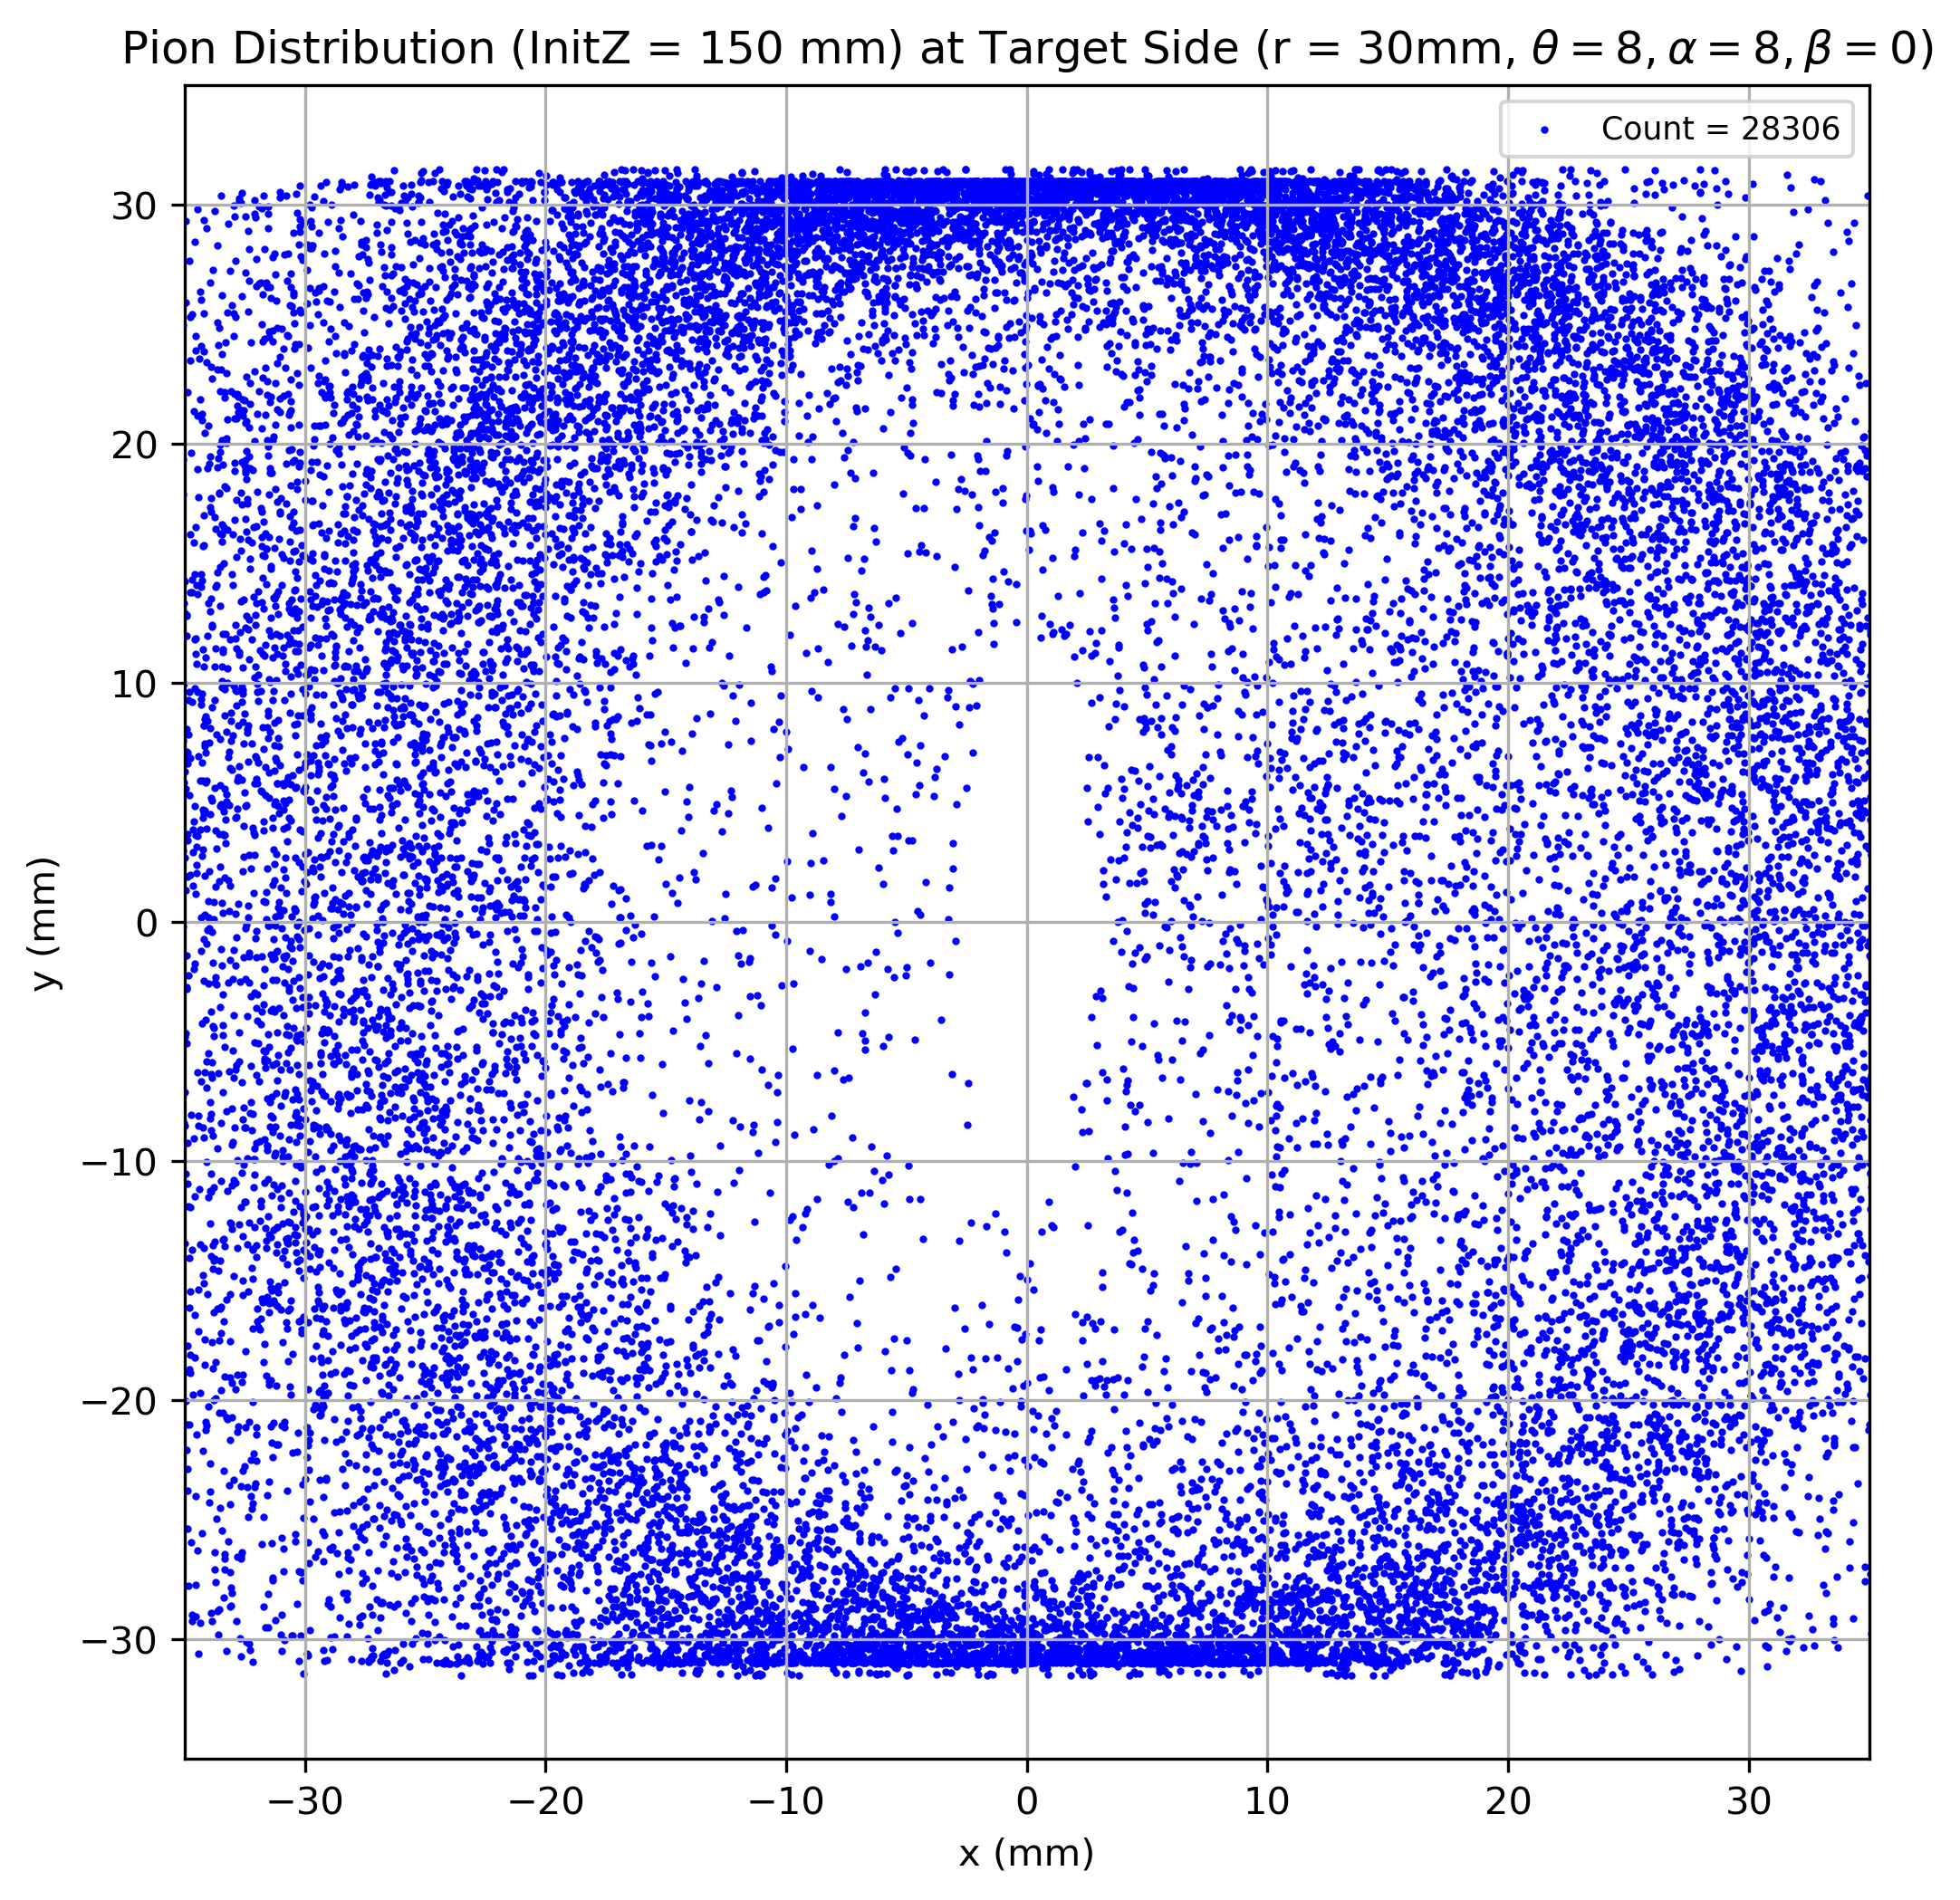 Pion Distribution (InitZ = 150 mm) at Target Side (r = 30mm, θ = 8, α = 8, β = 0)
Count = 28306
30
20
10
0
−10
−20
−30
y (mm)
−30 −20 −10 0 10 20 30
x (mm)